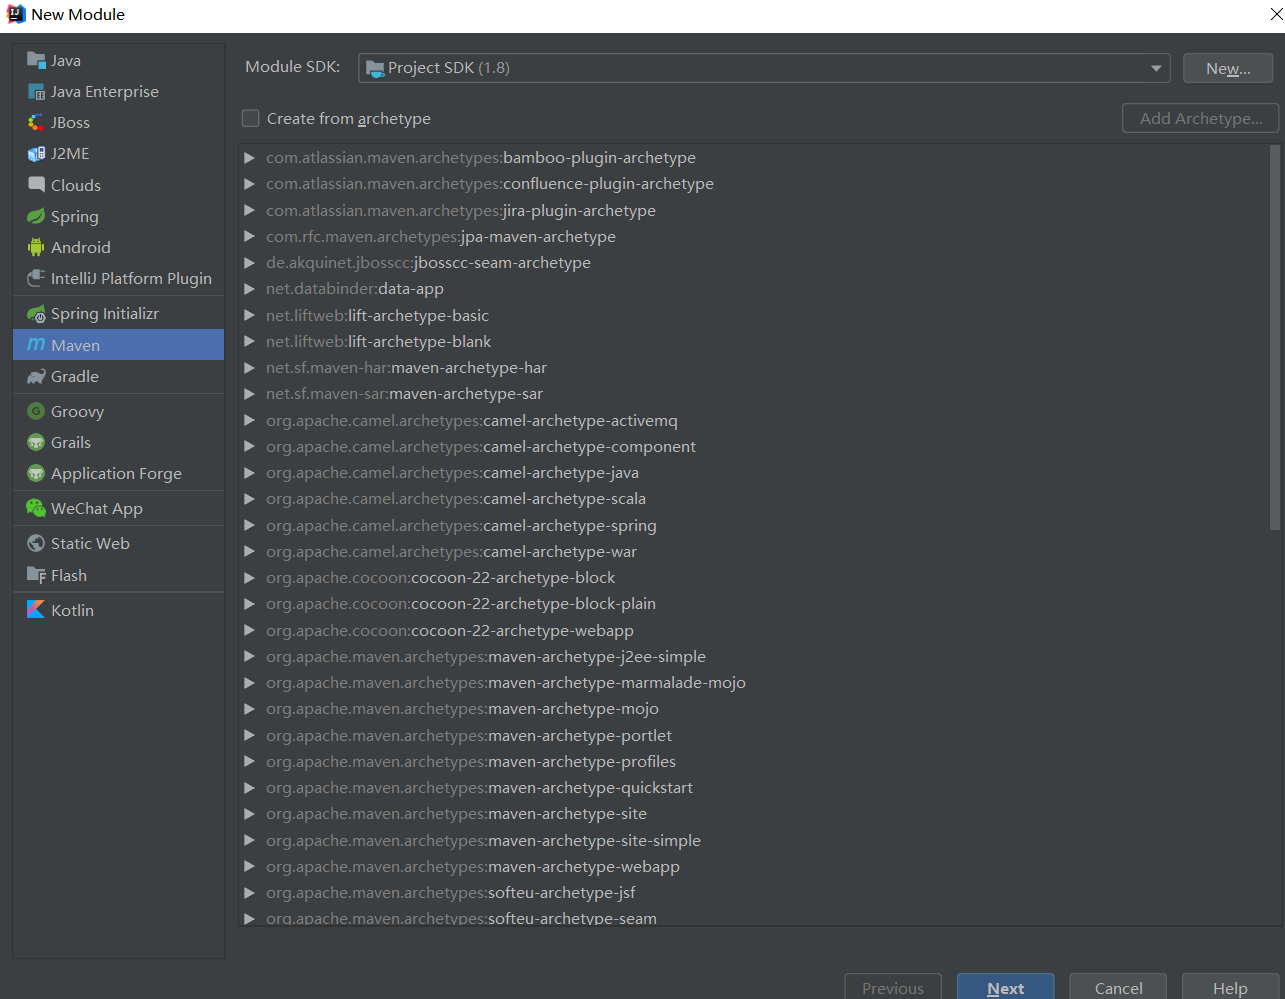 New Module
Java
Java Enterprise
JBoss
J2ME
Clouds
Spring
Android
IntelliJ Platform Plugin
Spring Initializr
Maven
Gradle
Groovy
Grails
Application Forge
WeChat App
Static Web
Flash
Kotlin
Module SDK: Project SDK (1.8) New...
Create from archetype Add Archetype...
com.atlassian.maven.archetypes:bamboo-plugin-archetype
com.atlassian.maven.archetypes:confluence-plugin-archetype
com.atlassian.maven.archetypes:jira-plugin-archetype
com.rfc.maven.archetypes:jpa-maven-archetype
de.akquinet.jbosscc:jbosscc-seam-archetype
net.databinder:data-app
net.liftweb:lift-archetype-basic
net.liftweb:lift-archetype-blank
net.sf.maven-har:maven-archetype-har
net.sf.maven-sar:maven-archetype-sar
org.apache.camel.archetypes:camel-archetype-activemq
org.apache.camel.archetypes:camel-archetype-component
org.apache.camel.archetypes:camel-archetype-java
org.apache.camel.archetypes:camel-archetype-scala
org.apache.camel.archetypes:camel-archetype-spring
org.apache.camel.archetypes:camel-archetype-war
org.apache.cocoon:cocoon-22-archetype-block
org.apache.cocoon:cocoon-22-archetype-block-plain
org.apache.cocoon:cocoon-22-archetype-webapp
org.apache.maven.archetypes:maven-archetype-j2ee-simple
org.apache.maven.archetypes:maven-archetype-marmalade-mojo
org.apache.maven.archetypes:maven-archetype-mojo
org.apache.maven.archetypes:maven-archetype-portlet
org.apache.maven.archetypes:maven-archetype-profiles
org.apache.maven.archetypes:maven-archetype-quickstart
org.apache.maven.archetypes:maven-archetype-site
org.apache.maven.archetypes:maven-archetype-site-simple
org.apache.maven.archetypes:maven-archetype-webapp
org.apache.maven.archetypes:softeu-archetype-jsf
org.apache.maven.archetypes:softeu-archetype-seam
Previous Next Cancel Help